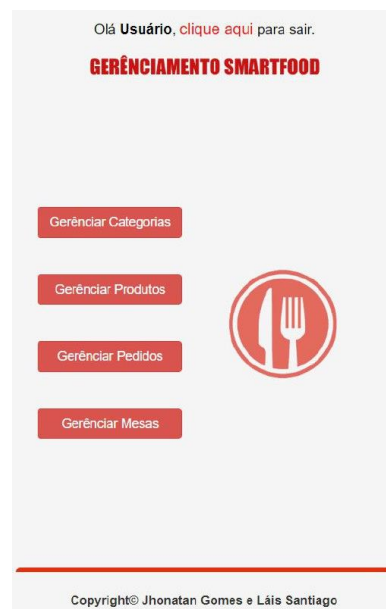 Olá Usuário, clique aqui para sair.
GERÊNCIAMENTO SMARTFOOD
Gerênciar Categorias
Gerênciar Produtos
Gerênciar Pedidos
Gerênciar Mesas
Copyright© Jhonatan Gomes e Láis Santiago